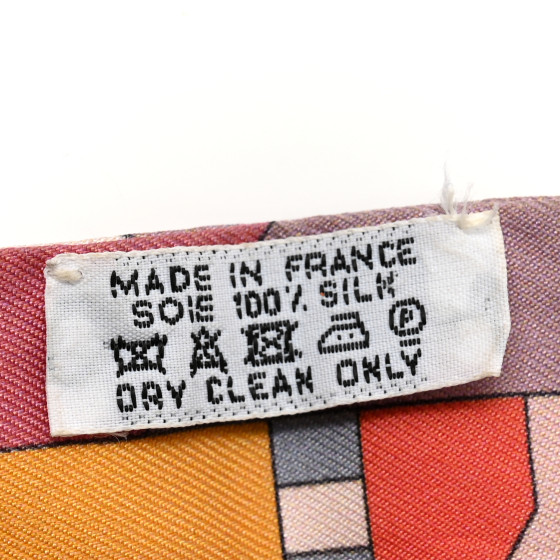 MADE IN FRANCE
SOIE 100% SILK
P
DRY CLEAN ONLY